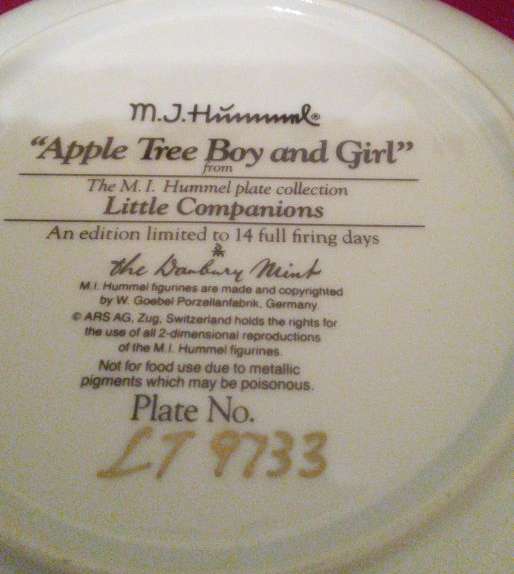 M.J.Hümmel®
"Apple Tree Boy and Girl"
from
The M. I. Hummel plate collection
Little Companions
An edition limited to 14 full firing days
the Danbury Mint
M.I. Hummel figurines are made and copyrighted
by W. Goebel Porzellanfabrik, Germany.
© ARS AG, Zug, Switzerland holds the rights for
the use of all 2-dimensional reproductions
of the M.I. Hummel figurines.
Not for food use due to metallic
pigments which may be poisonous.
Plate No.
LT 9733